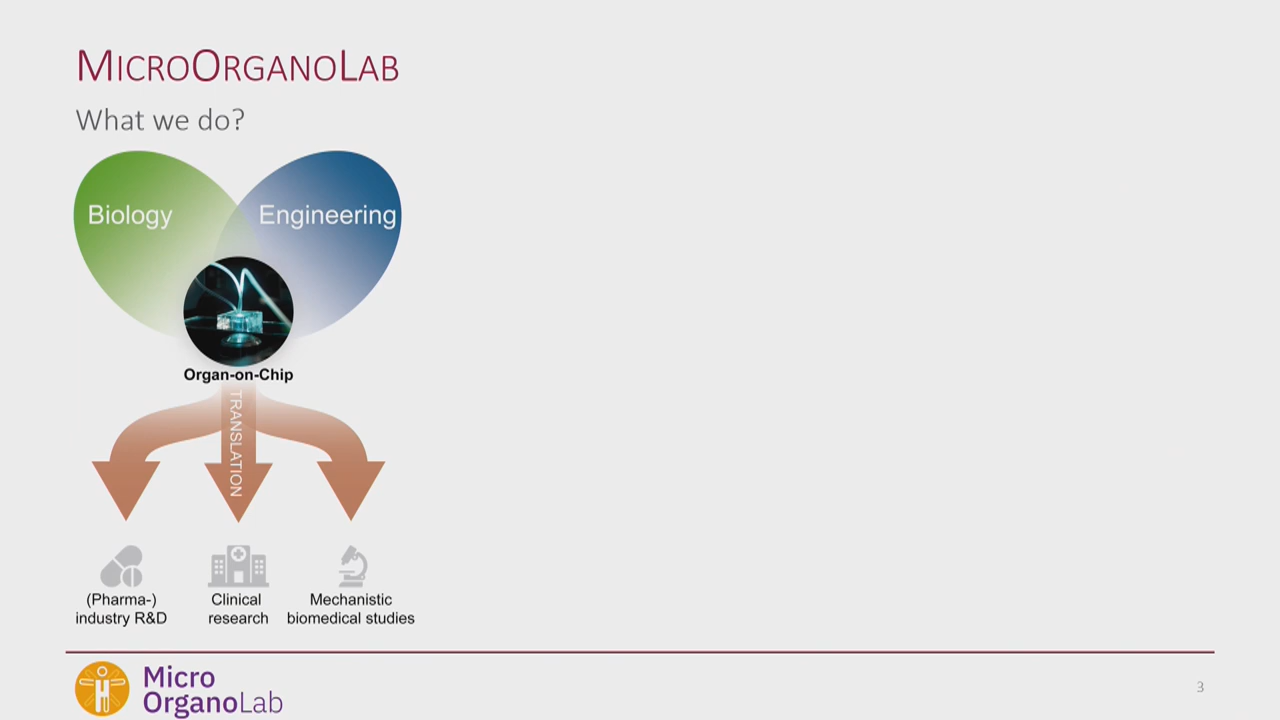 MICROORGANOLAB
What we do?
Biology
Engineering
Organ-on-Chip
TRANSLATION
(Pharma-)
industry R&D
Clinical
research
Mechanistic
biomedical studies
Micro
OrganoLab
3